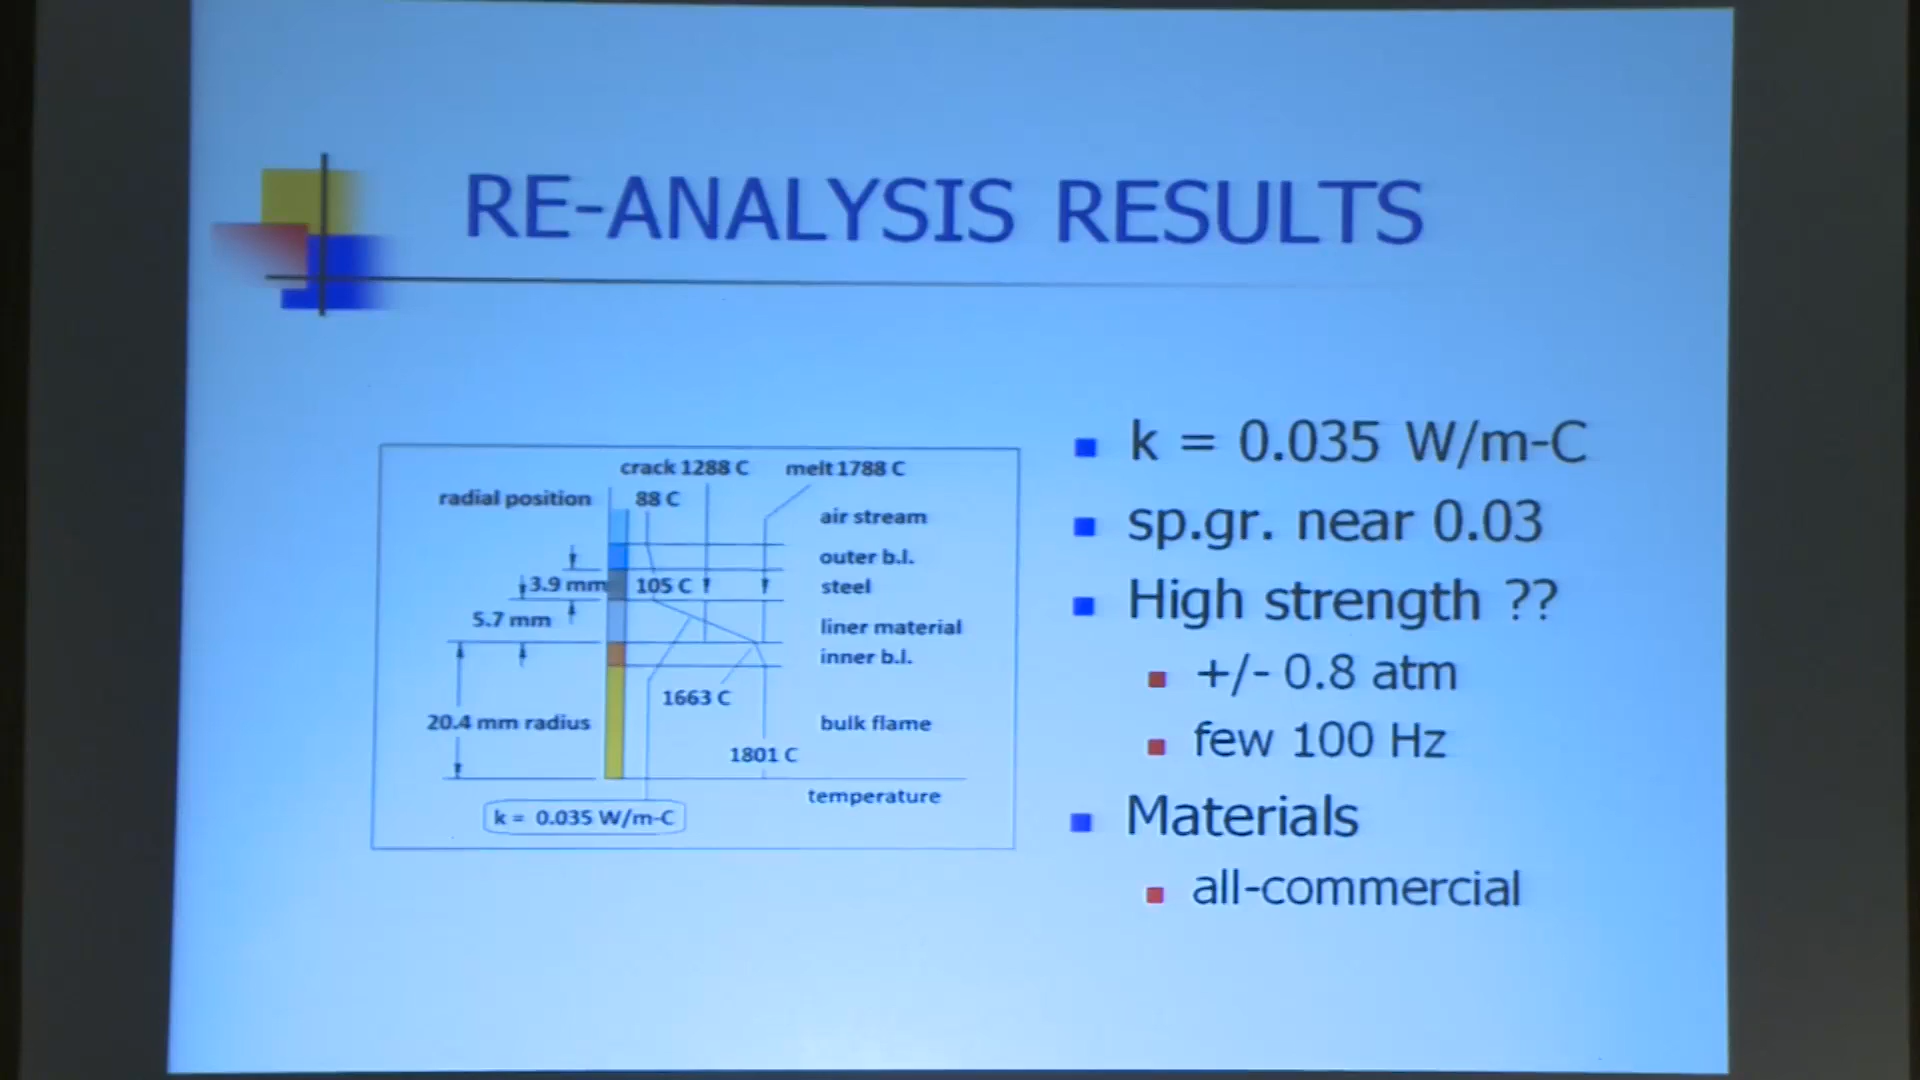 RE-ANALYSIS RESULTS
crack 1288 C
melt 1788 C
radial position
88 C
air stream
outer b.l.
3.9 mm
105 C
steel
5.7 mm
liner material
inner b.l.
1663 C
20.4 mm radius
bulk flame
1801 C
temperature
k = 0.035 W/m-C
k = 0.035 W/m-C
sp.gr. near 0.03
High strength ??
+/- 0.8 atm
few 100 Hz
Materials
all-commercial